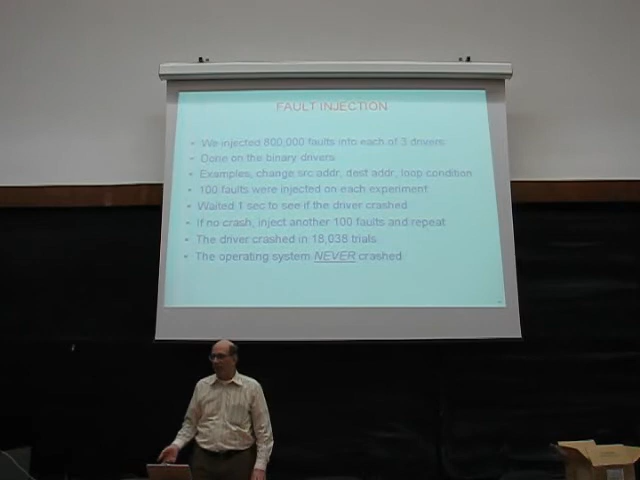 FAULT INJECTION
• We injected 800,000 faults into each of 3 drivers
• Done on the binary drivers
• Examples, change src addr, dest addr, loop condition
• 100 faults were injected on each experiment
• Waited 1 sec to see if the driver crashed
• If no crash, inject another 100 faults and repeat
• The driver crashed in 18,038 trials
• The operating system NEVER crashed